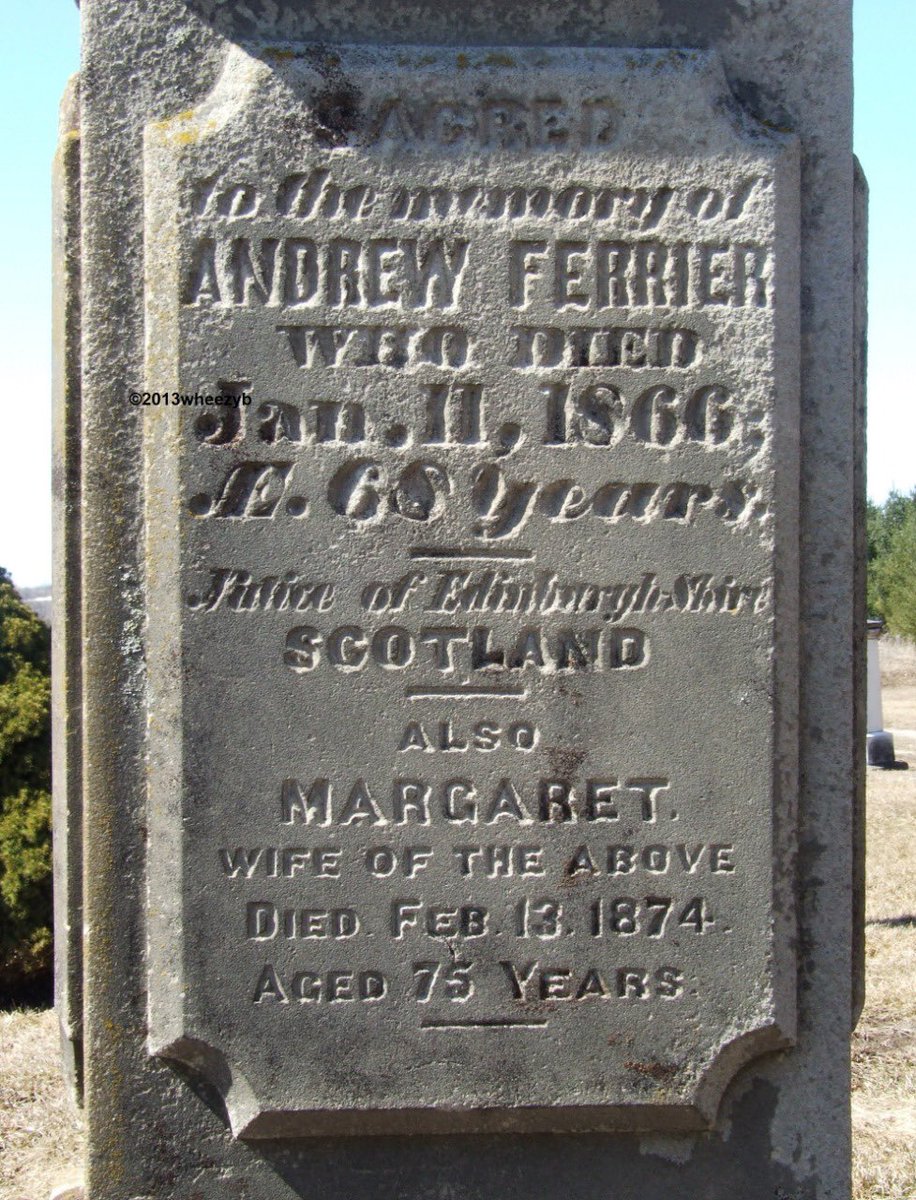 SACRED
to the memory of
ANDREW FERRIER
WHO DIED
Jan. 11, 1866,
Æ. 68 Years.
Native of Edinburgh-Shire
SCOTLAND
ALSO
MARGARET.
WIFE OF THE ABOVE
DIED. FEB. 13. 1874.
AGED 75 YEARS.
©2013wheezyb